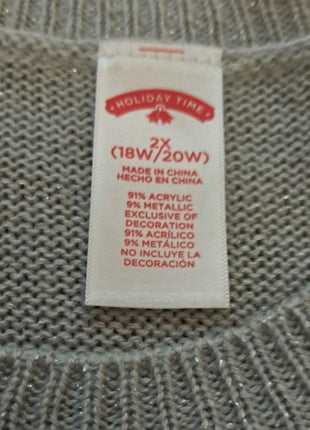 HOLIDAY TIME
2X
(18W/20W)
MADE IN CHINA
HECHO EN CHINA
91% ACRYLIC
9% METALLIC
EXCLUSIVE OF
DECORATION
91% ACRÍLICO
9% METÁLICO
NO INCLUYE LA
DECORACIÓN